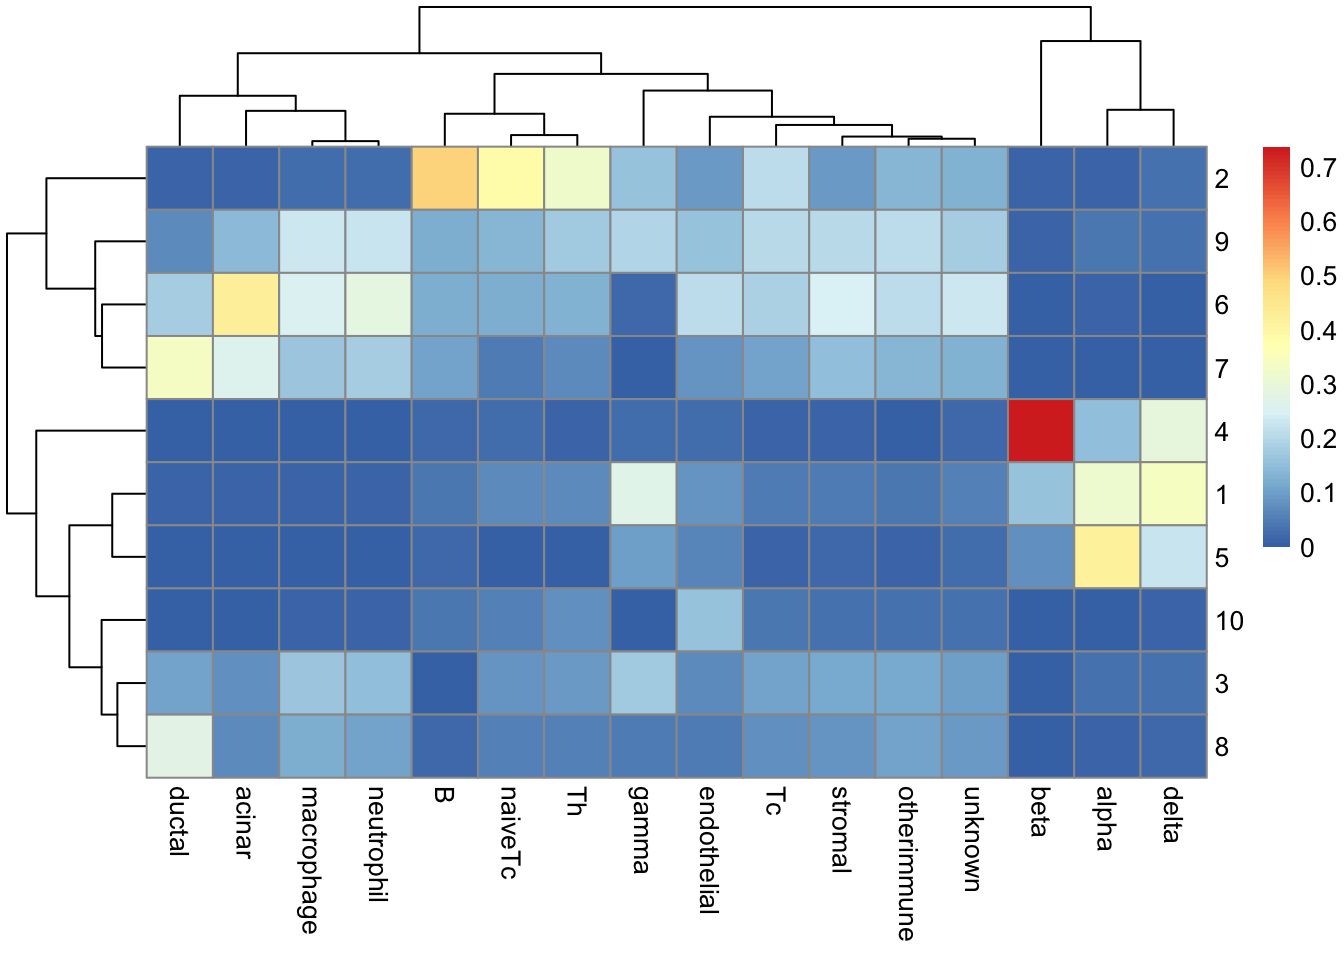 2
9
6
7
4
1
5
10
3
8
0.7
0.6
0.5
0.4
0.3
0.2
0.1
0
ductal
acinar
macrophage
neutrophil
B
naiveTc
Th
gamma
endothelial
Tc
stromal
otherimmune
unknown
beta
alpha
delta